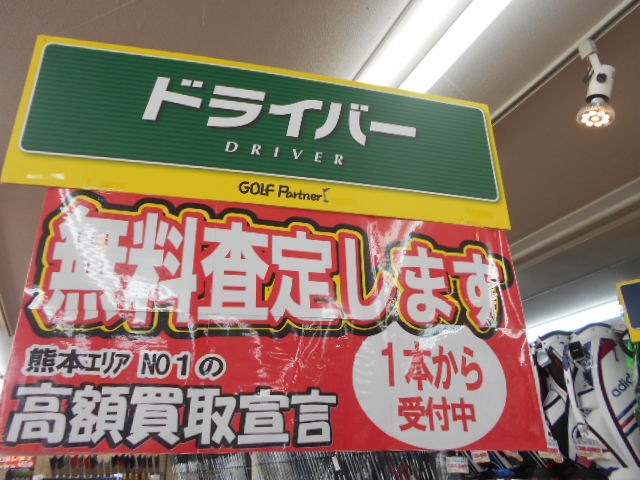 ドライバー
DRIVER
GOLF Partner
無料査定します
熊本エリア NO1の
高額買取宣言
1本から
受付中
adidas